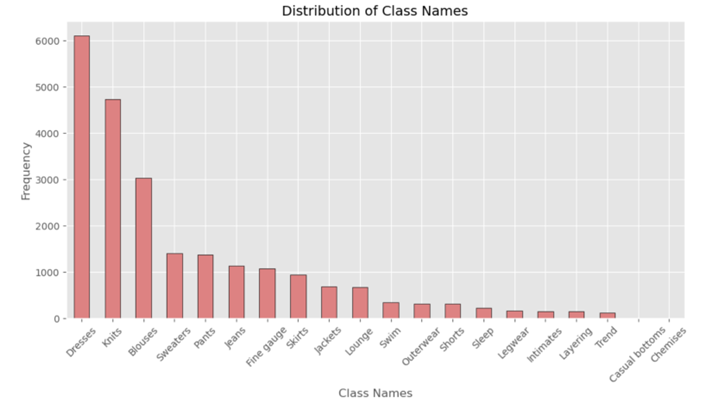 Distribution of Class Names
Frequency
6000
5000
4000
3000
2000
1000
0
Dresses
Knits
Blouses
Sweaters
Pants
Jeans
Fine gauge
Skirts
Jackets
Lounge
Swim
Outerwear
Shorts
Sleep
Legwear
Intimates
Layering
Trend
Casual bottoms
Chemises
Class Names